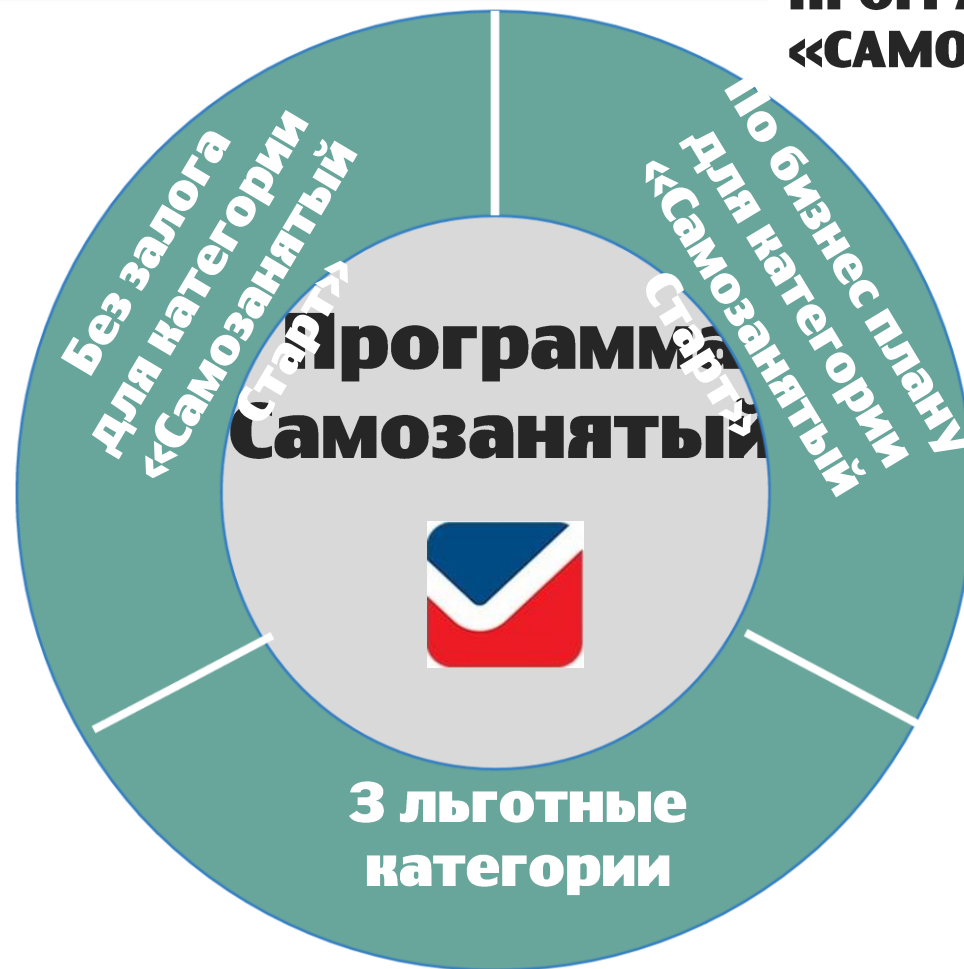 «САМО
Без залога
для категории
«Самозанятый
Старт»
По бизнес плану
для категории
«Самозанятый
Старт»
Программа
Самозанятый
3 льготные
категории